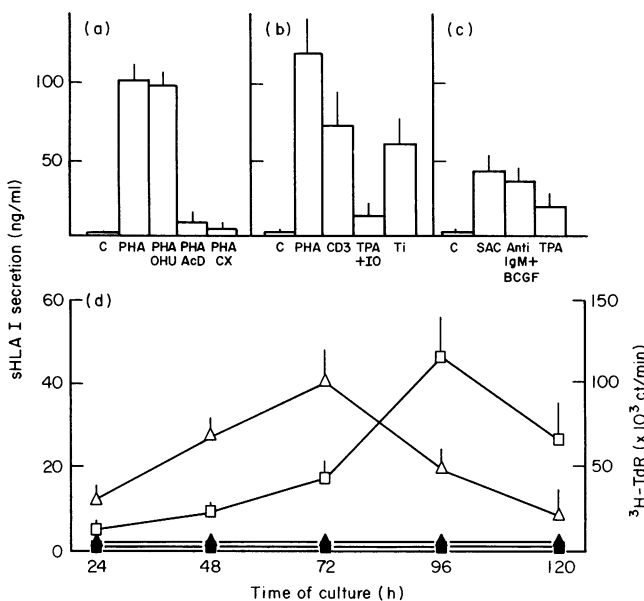 (a) (b) (c)
100
50
C PHA PHA PHA PHA C PHA CD3 TPA Ti C SAC Anti TPA
OHU AcD CX +IO IgM+
BCGF
sHLA I secretion (ng/ml)
(d)
60 150
40 100
20 50
0 0
³H-TdR (x 10³ ct/min)
24 48 72 96 120
Time of culture (h)